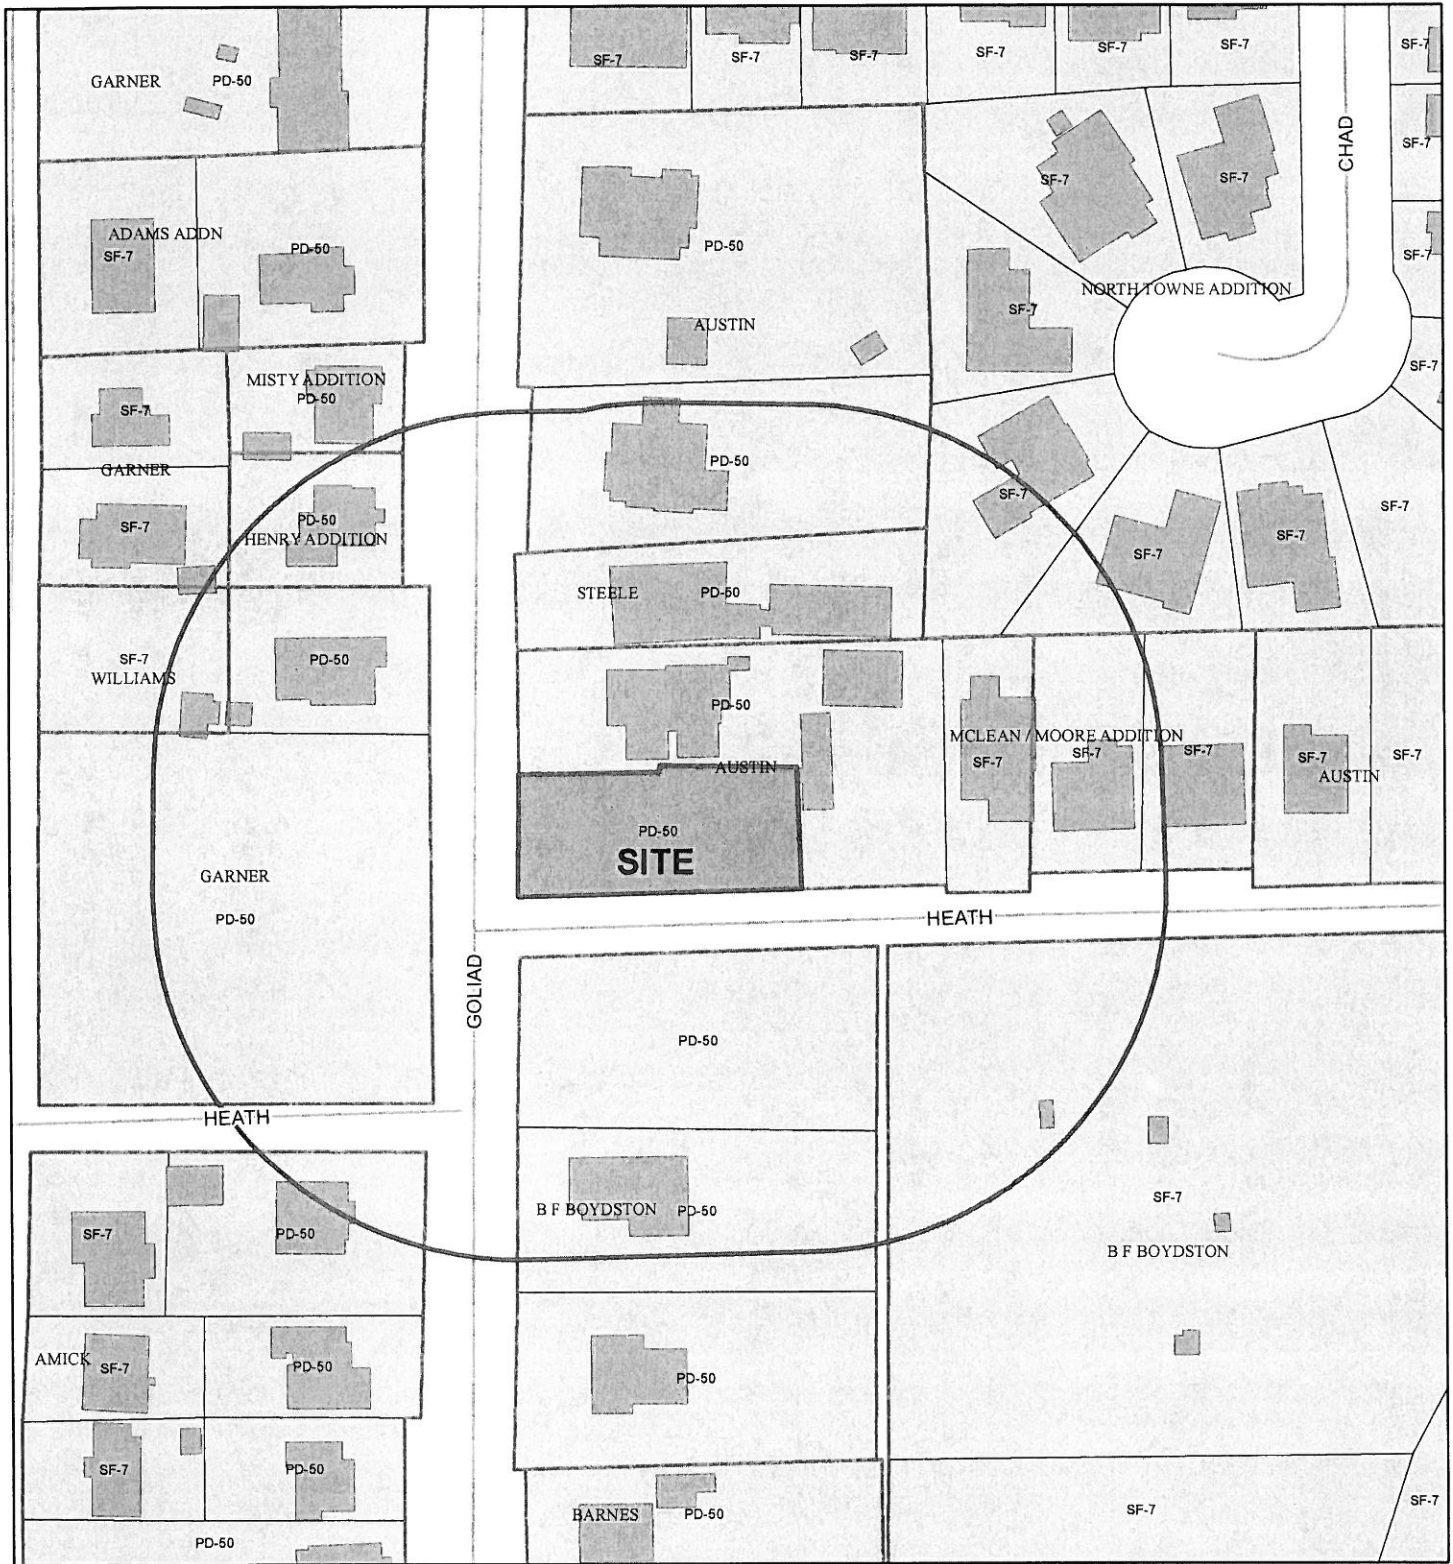 SF-7
SF-7
SF-7
SF-7
SF-7
SF-7
SF-7
GARNER
PD-50
CHAD
SF-7
SF-7
SF-7
ADAMS ADDN
SF-7
PD-50
PD-50
SF-7
NORTH TOWNE ADDITION
SF-7
AUSTIN
SF-7
MISTY ADDITION
PD-50
SF-7
GARNER
PD-50
SF-7
SF-7
SF-7
PD-50
HENRY ADDITION
SF-7
SF-7
STEELE
PD-50
SF-7
WILLIAMS
PD-50
PD-50
MCLEAN / MOORE ADDITION
SF-7
SF-7
SF-7
SF-7
SF-7
AUSTIN
AUSTIN
PD-50
SITE
GARNER
PD-50
HEATH
GOLIAD
PD-50
HEATH
SF-7
B F BOYDSTON
PD-50
SF-7
PD-50
B F BOYDSTON
AMICK
SF-7
PD-50
PD-50
SF-7
PD-50
BARNES
PD-50
SF-7
SF-7
PD-50